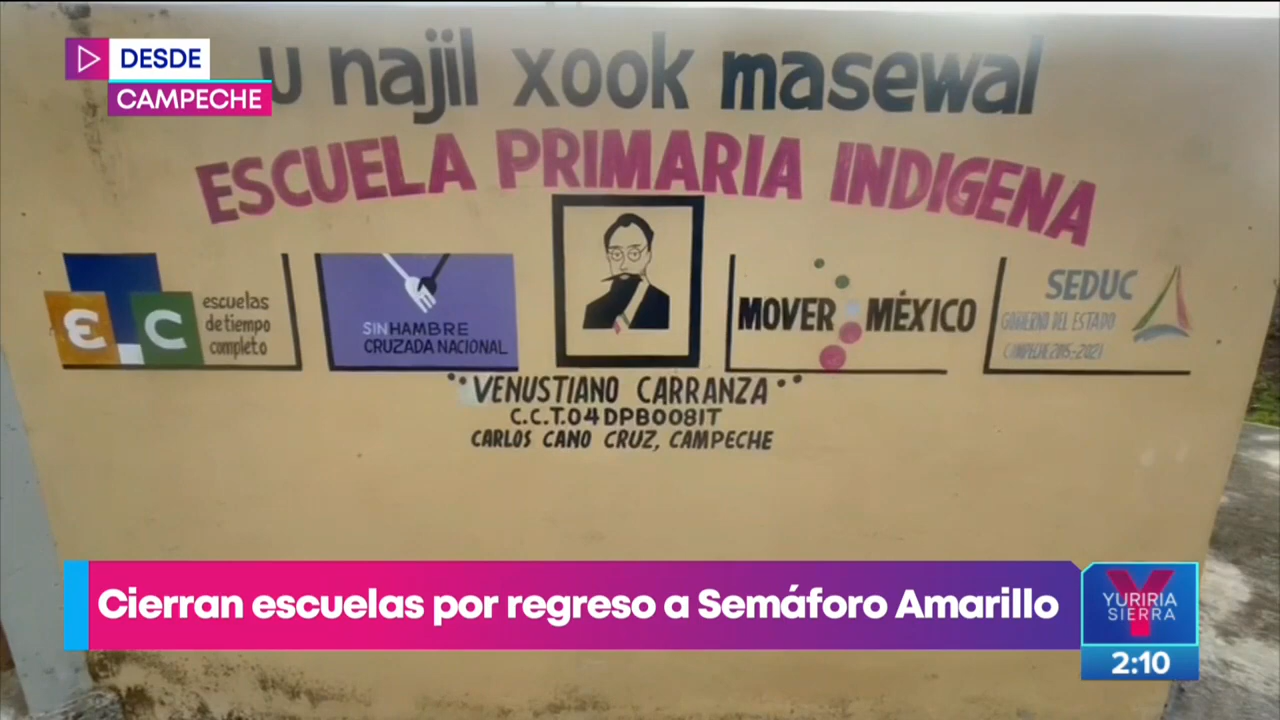 DESDE
CAMPECHE
u najil xook masewal
ESCUELA PRIMARIA INDIGENA
ЄC
escuelas
de tiempo
completo
SIN HAMBRE
CRUZADA NACIONAL
MOVER MÉXICO
SEDUC
GOBIERNO DEL ESTADO
CAMPECHE 2015-2021
"VENUSTIANO CARRANZA"
C.C.T.04DPB0081T
CARLOS CANO CRUZ, CAMPECHE
Cierran escuelas por regreso a Semáforo Amarillo
Y
YURIRIA
SIERRA
2:10